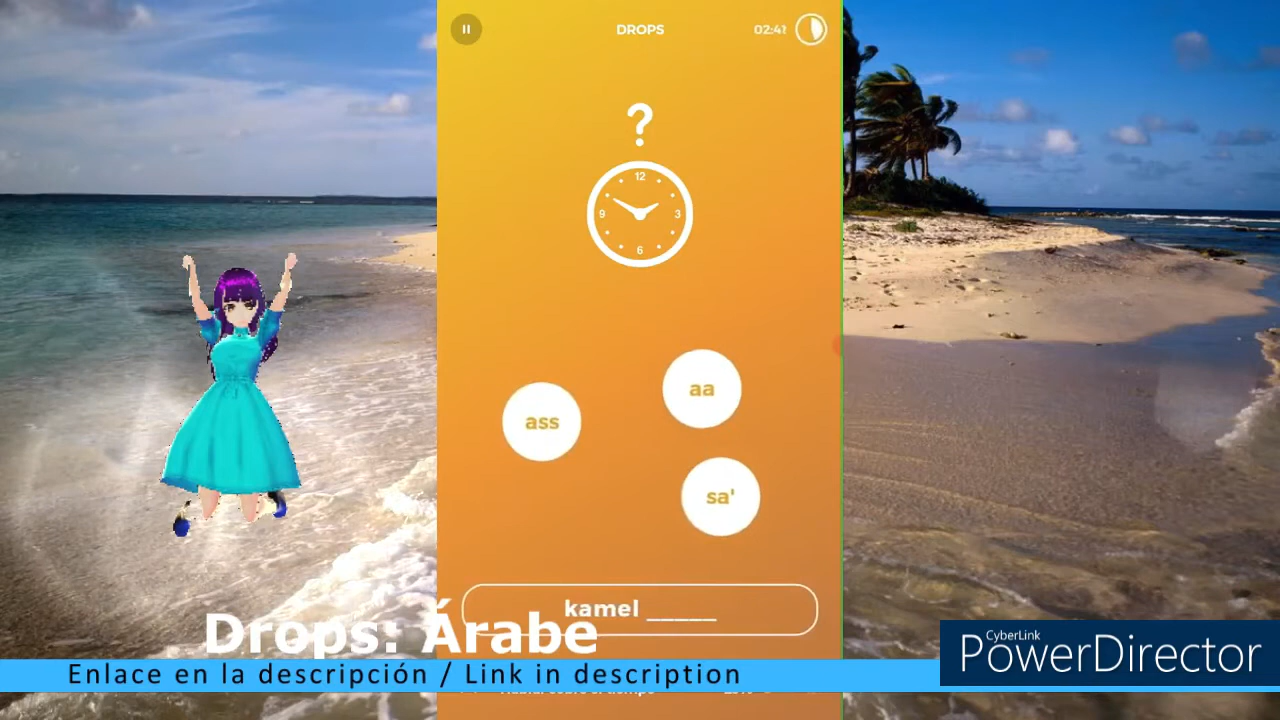 DROPS
02:41
?
12
9
3
6
aa
ass
sa'
kamel _____
Drops: Árabe
Enlace en la descripción / Link in description
CyberLink
PowerDirector